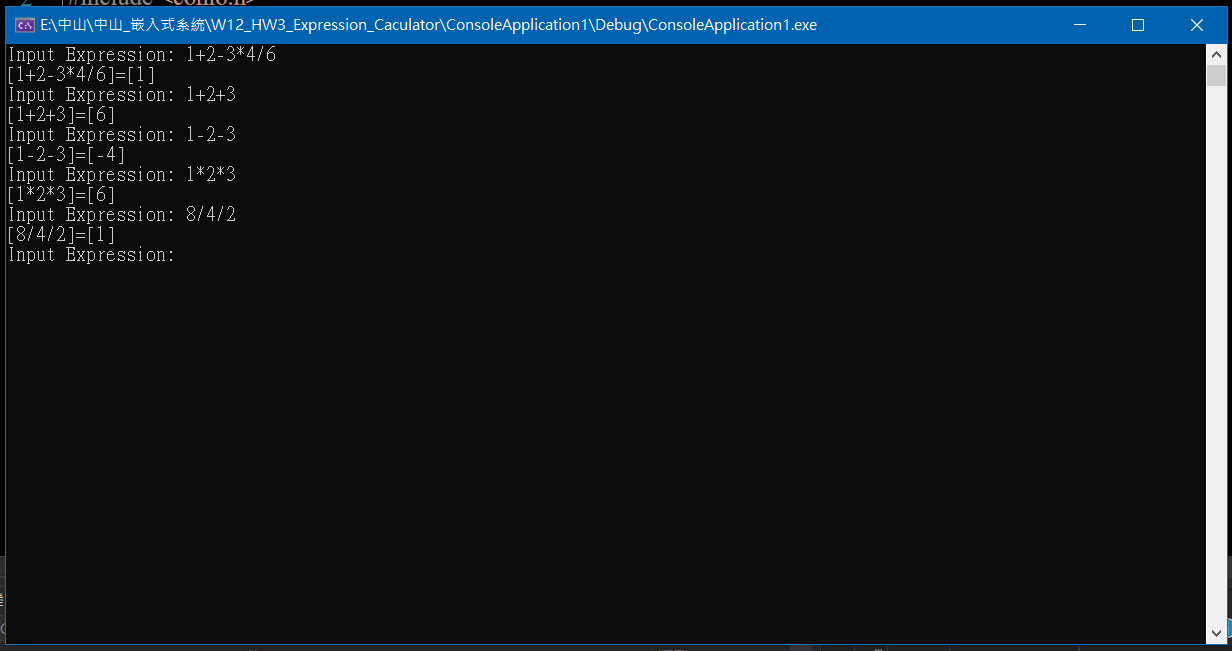 2 #include <conio.h>
E:\中山\中山_嵌入式系統\W12_HW3_Expression_Caculator\ConsoleApplication1\Debug\ConsoleApplication1.exe
Input Expression: 1+2-3*4/6
[1+2-3*4/6]=[1]
Input Expression: 1+2+3
[1+2+3]=[6]
Input Expression: 1-2-3
[1-2-3]=[-4]
Input Expression: 1*2*3
[1*2*3]=[6]
Input Expression: 8/4/2
[8/4/2]=[1]
Input Expression: